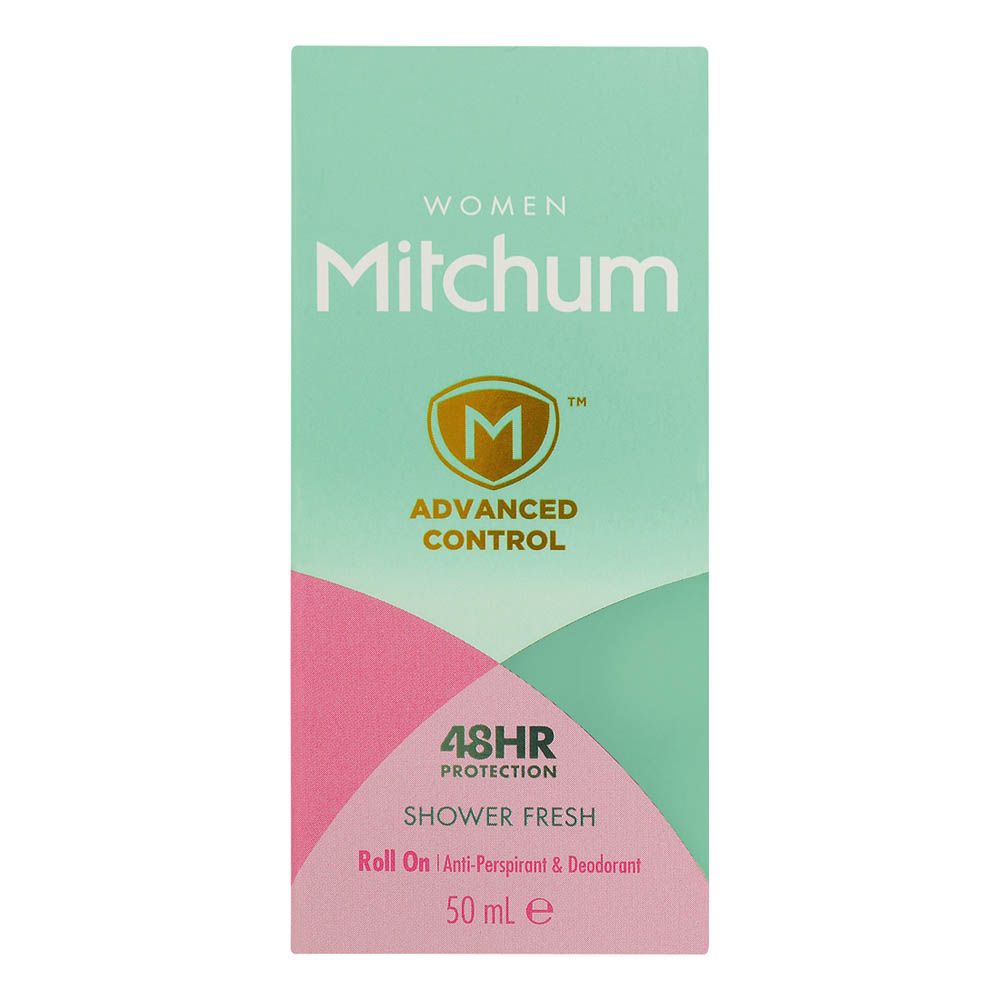 WOMEN
Mitchum
M ™
ADVANCED
CONTROL
48HR
PROTECTION
SHOWER FRESH
Roll On | Anti-Perspirant & Deodorant
50 mL ℮